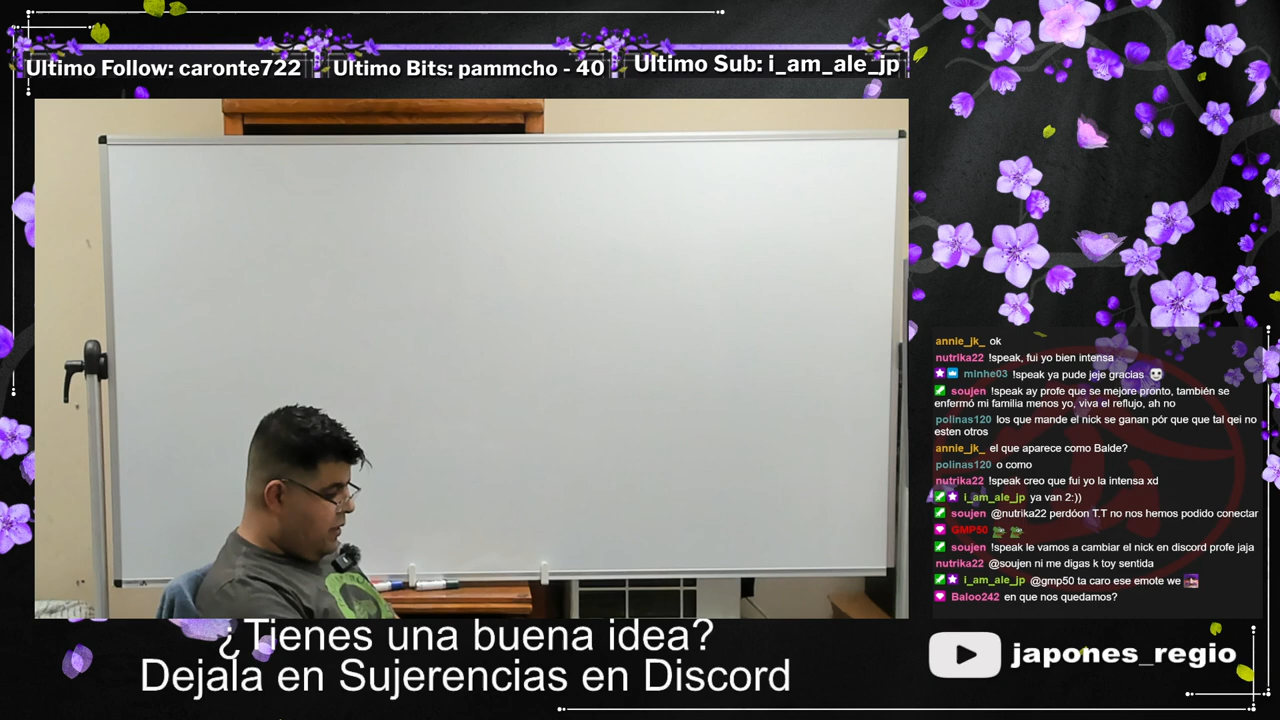 Ultimo Follow: caronte722
Ultimo Bits: pammcho - 40
Ultimo Sub: i_am_ale_jp
annie_jk_ ok
nutrika22 !speak, fui yo bien intensa
minhe03 !speak ya pude jeje gracias
soujen !speak ay profe que se mejore pronto, también se
enfermó mi familia menos yo, viva el reflujo, ah no
polinas120 los que mande el nick se ganan pór que que tal qei no
esten otros
annie_jk_ el que aparece como Balde?
polinas120 o como
nutrika22 !speak creo que fui yo la intensa xd
i_am_ale_jp ya van 2:))
soujen @nutrika22 perdóon T.T no nos hemos podido conectar
GMP50
soujen !speak le vamos a cambiar el nick en discord profe jaja
nutrika22 @soujen ni me digas k toy sentida
i_am_ale_jp @gmp50 ta caro ese emote we
Baloo242 en que nos quedamos?
¿Tienes una buena idea?
Dejala en Sujerencias en Discord
japones_regio